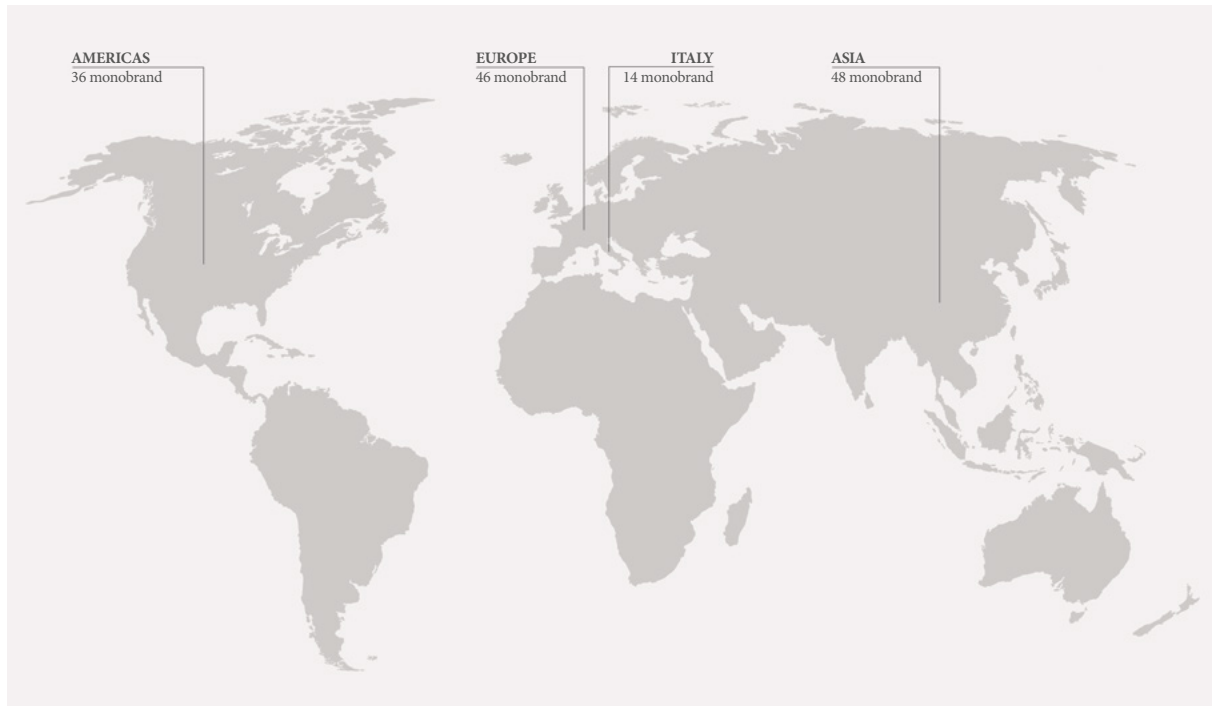 AMERICAS
36 monobrand
EUROPE
46 monobrand
ITALY
14 monobrand
ASIA
48 monobrand